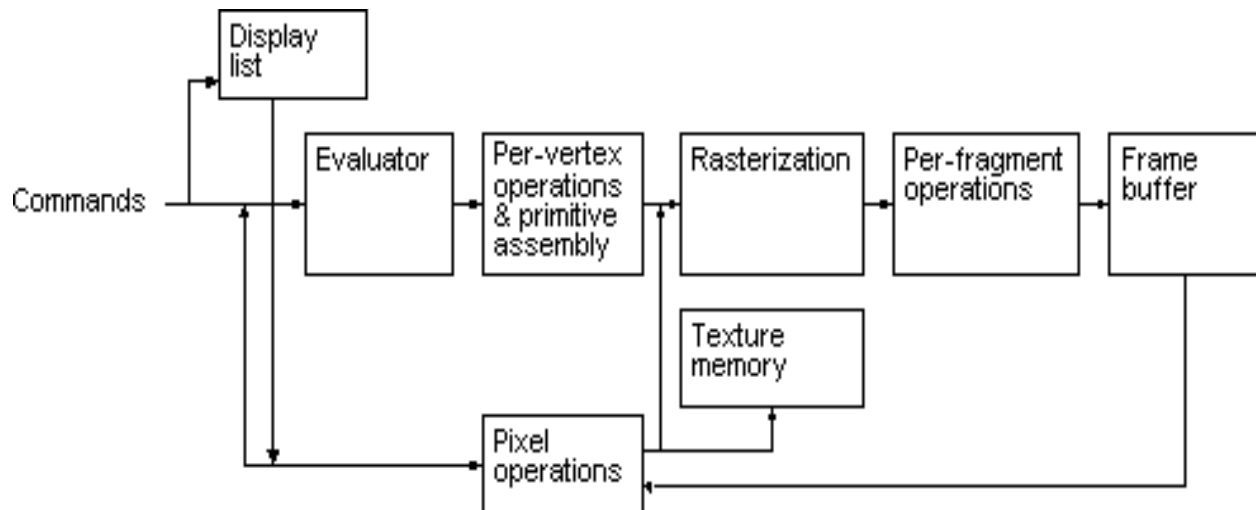 Display
list
Commands
Evaluator
Per-vertex
operations
& primitive
assembly
Rasterization
Per-fragment
operations
Frame
buffer
Texture
memory
Pixel
operations